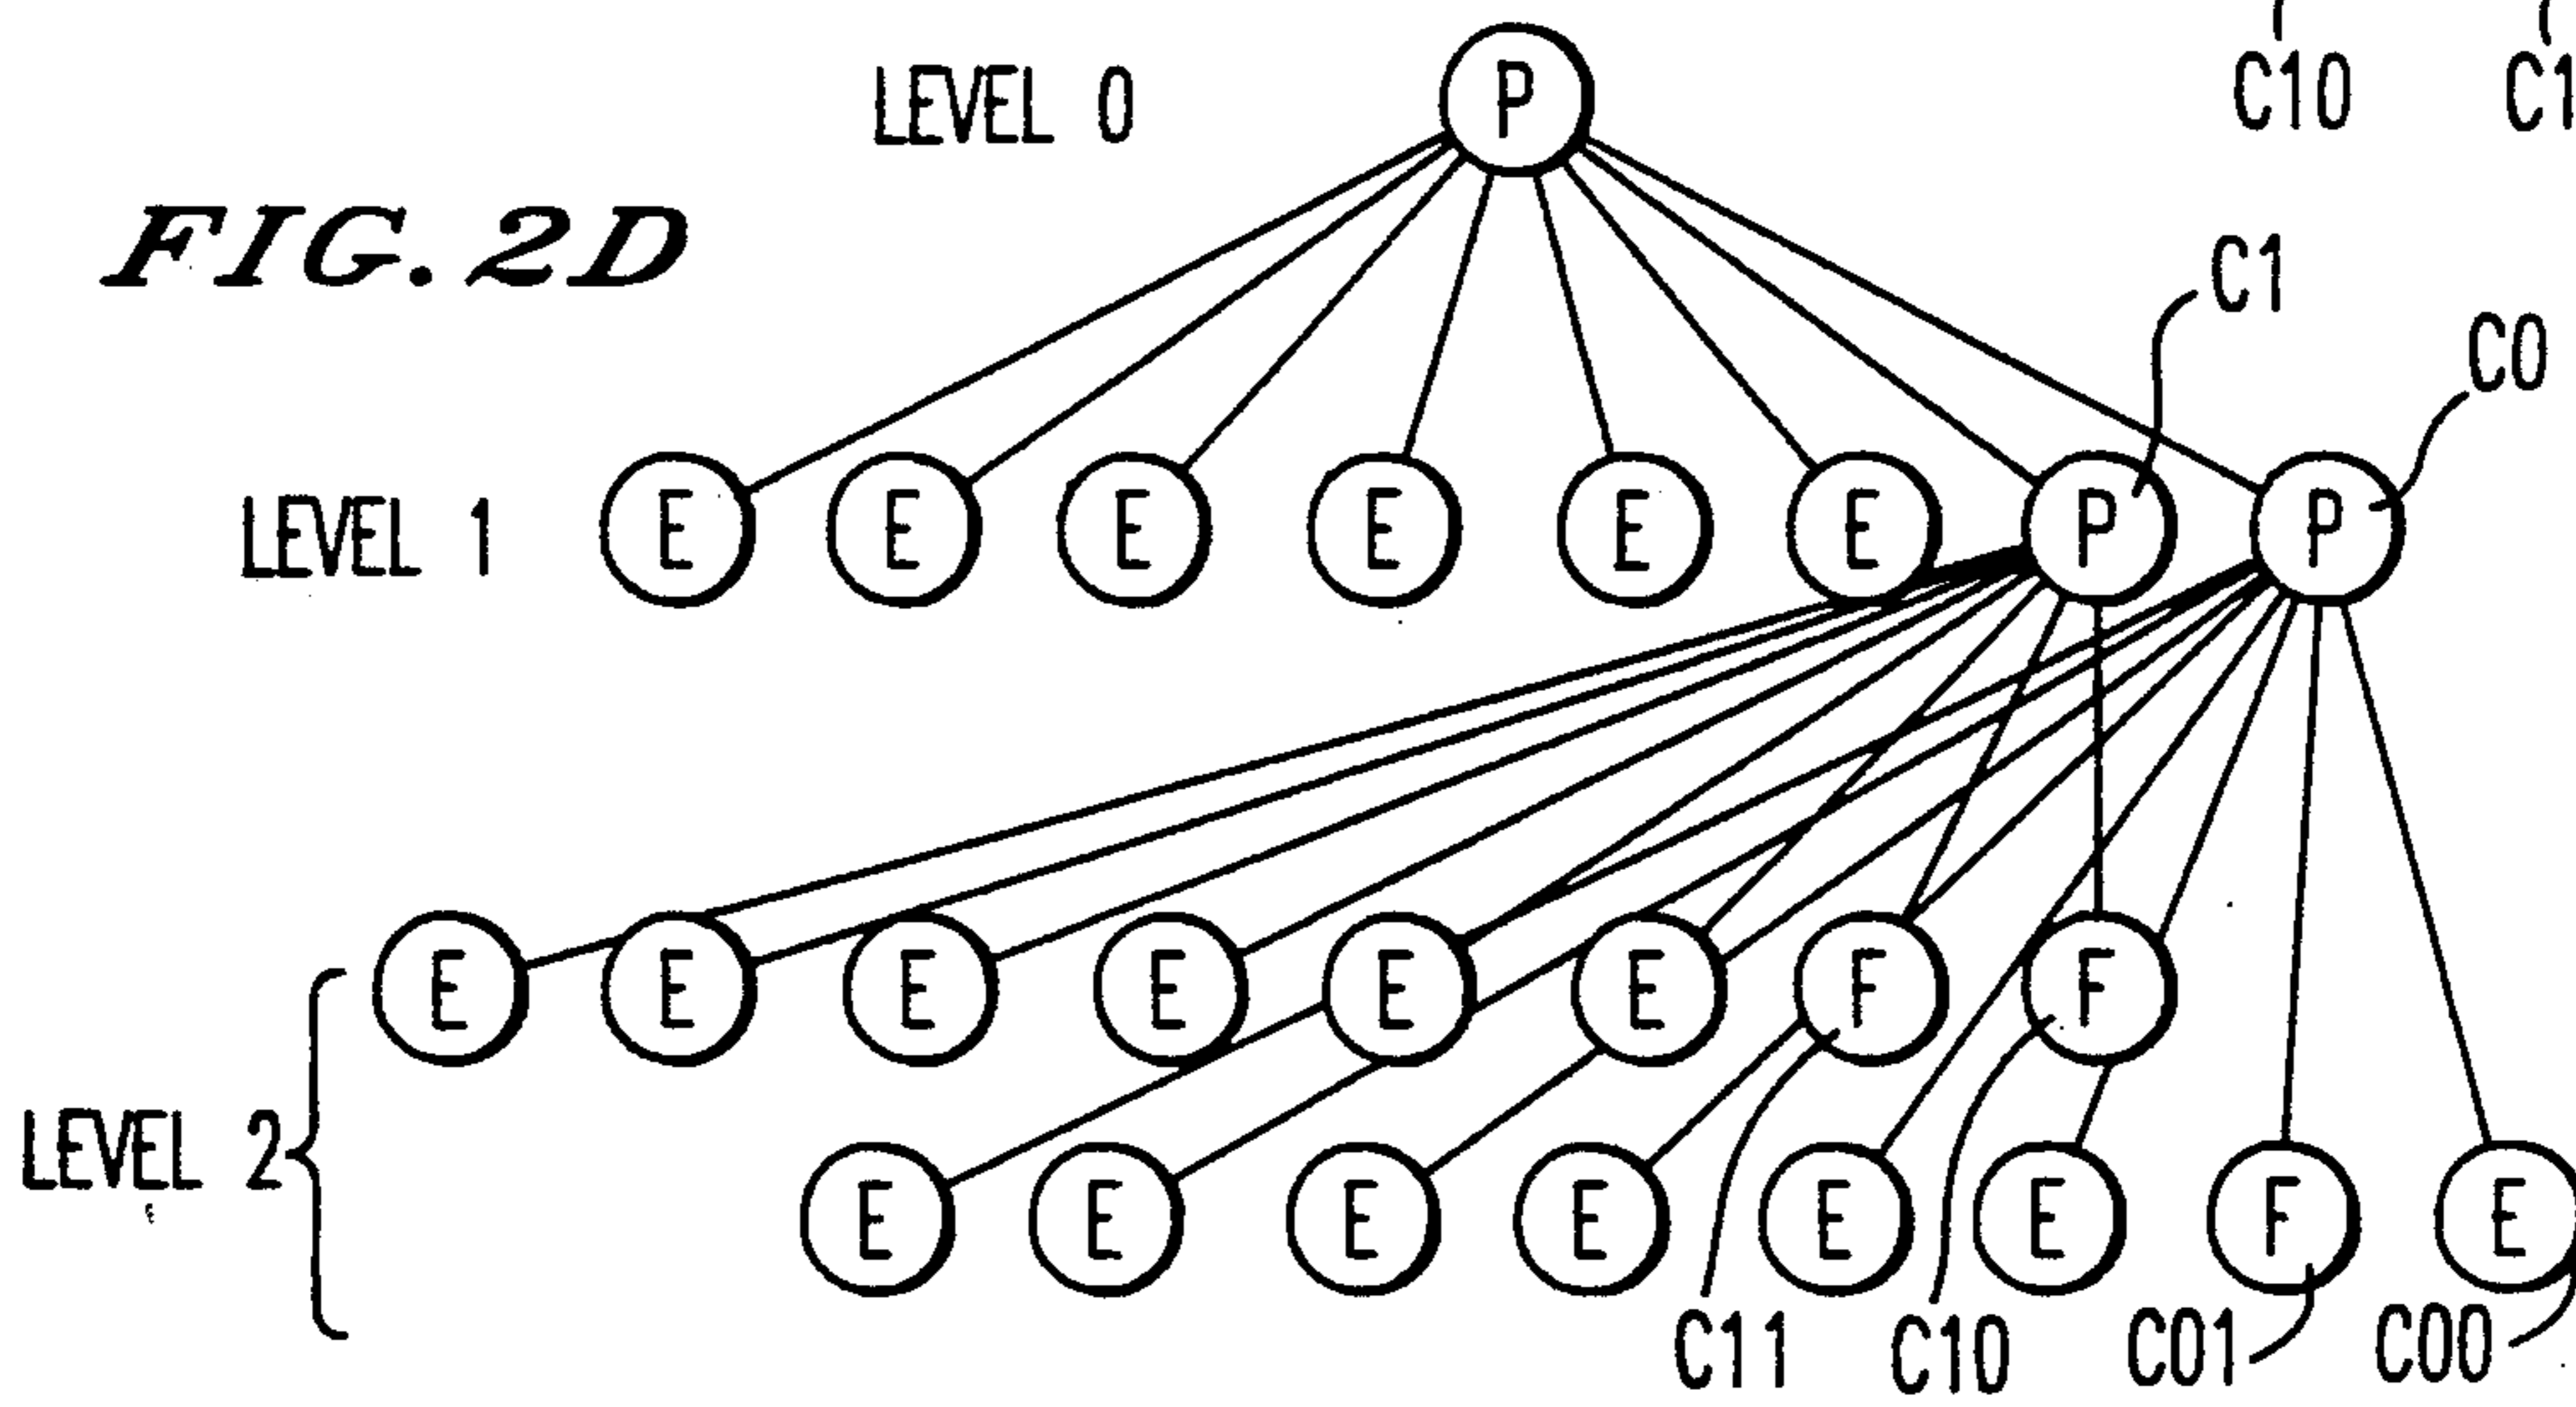 C10 C1
LEVEL 0 P
FIG. 2D
C1
C0
LEVEL 1 E E E E E E P P
E E E E E E F F
LEVEL 2
E E E E E E F E
C11 C10 C01 C00